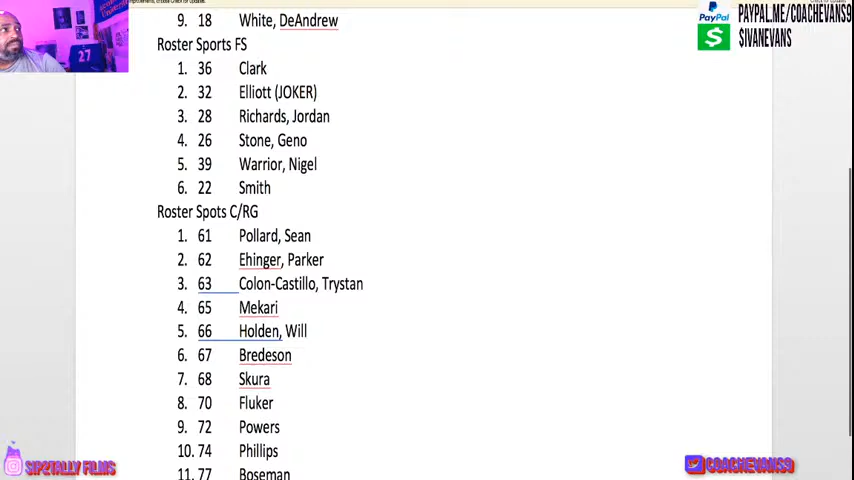 PayPal
PAYPAL.ME/COACHEVANS9
$IVANEVANS
27
9. 18 White, DeAndrew
Roster Sports FS
1. 36 Clark
2. 32 Elliott (JOKER)
3. 28 Richards, Jordan
4. 26 Stone, Geno
5. 39 Warrior, Nigel
6. 22 Smith
Roster Spots C/RG
1. 61 Pollard, Sean
2. 62 Ehinger, Parker
3. 63 Colon-Castillo, Trystan
4. 65 Mekari
5. 66 Holden, Will
6. 67 Bredeson
7. 68 Skura
8. 70 Fluker
9. 72 Powers
10. 74 Phillips
11. 77 Boseman
SIP2TALLY FILMS
COACHEVANS9